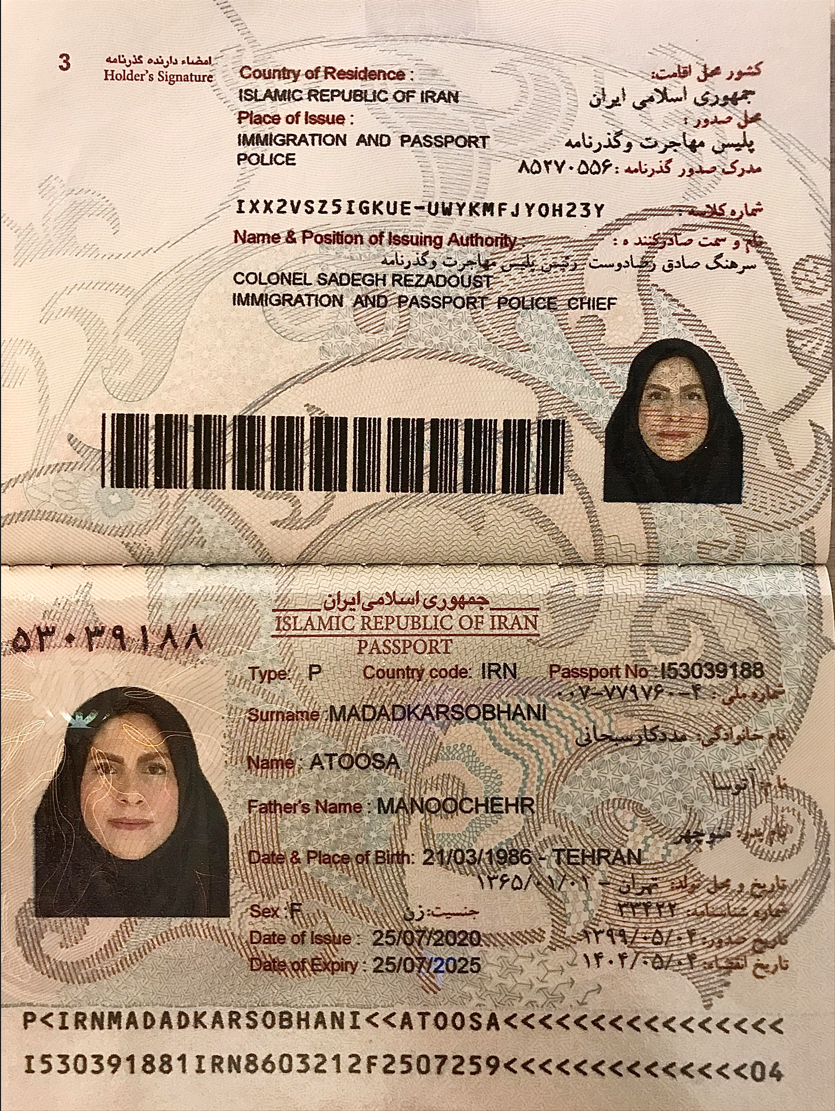 3
امضاء دارنده گذرنامه
Holder's Signature
Country of Residence :
کشور محل اقامت:
ISLAMIC REPUBLIC OF IRAN
جمهوری اسلامی ایران
Place of Issue :
محل صدور :
IMMIGRATION AND PASSPORT
POLICE
پلیس مهاجرت وگذرنامه
مدرک صدور گذرنامه : ۸۵۲۷۰۵۵۶
IXX2VSZ5IGKUE-UWYKMFJYOH23Y
شماره کلاسه :
Name & Position of Issuing Authority :
نام و سمت صادرکننده :
سرهنگ صادق رضادوست رئیس پلیس مهاجرت وگذرنامه
COLONEL SADEGH REZADOUST
IMMIGRATION AND PASSPORT POLICE CHIEF
جمهوری اسلامی ایران
ISLAMIC REPUBLIC OF IRAN
PASSPORT
۵۳۰۳۹۱۸۸
Type: P Country code: IRN Passport No : I53039188
شماره ملی : ۰۰۷-۷۷۹۷۶۰-۴
Surname : MADADKARSOBHANI
نام خانوادگی: مددکارسبحانی
Name : ATOOSA
نام: آتوسا
Father's Name : MANOOCHEHR
نام پدر: منوچهر
Date & Place of Birth: 21/03/1986 - TEHRAN
تاریخ و محل تولد: تهران - ۱۳۶۵/۰۱/۰۱
Sex : F
جنسیت: زن
شماره شناسنامه: ۳۳۴۲۲
Date of Issue : 25/07/2020
تاریخ صدور: ۱۳۹۹/۰۵/۰۴
Date of Expiry : 25/07/2025
تاریخ انقضاء: ۱۴۰۴/۰۵/۰۴
P<IRNMADADKARSOBHANI<<ATOOSA<<<<<<<<<<<<<<<<
I530391881IRN8603212F2507259<<<<<<<<<<<<<<04